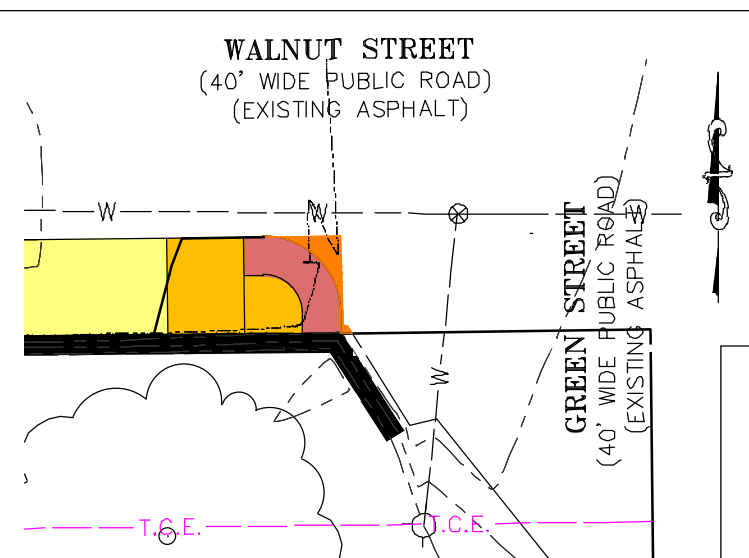 WALNUT STREET
(40' WIDE PUBLIC ROAD)
(EXISTING ASPHALT)
W
W
W
W
GREEN STREET
(40' WIDE PUBLIC ROAD)
(EXISTING ASPHALT)
T.C.E.
T.C.E.